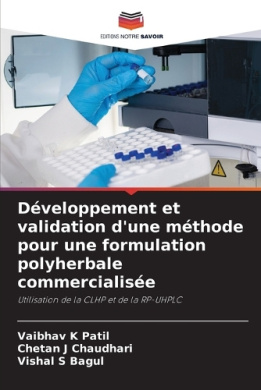 EDITIONS NOTRE SAVOIR
Développement et
validation d'une méthode
pour une formulation
polyherbale
commercialisée
Utilisation de la CLHP et de la RP-UHPLC
Vaibhav K Patil
Chetan J Chaudhari
Vishal S Bagul